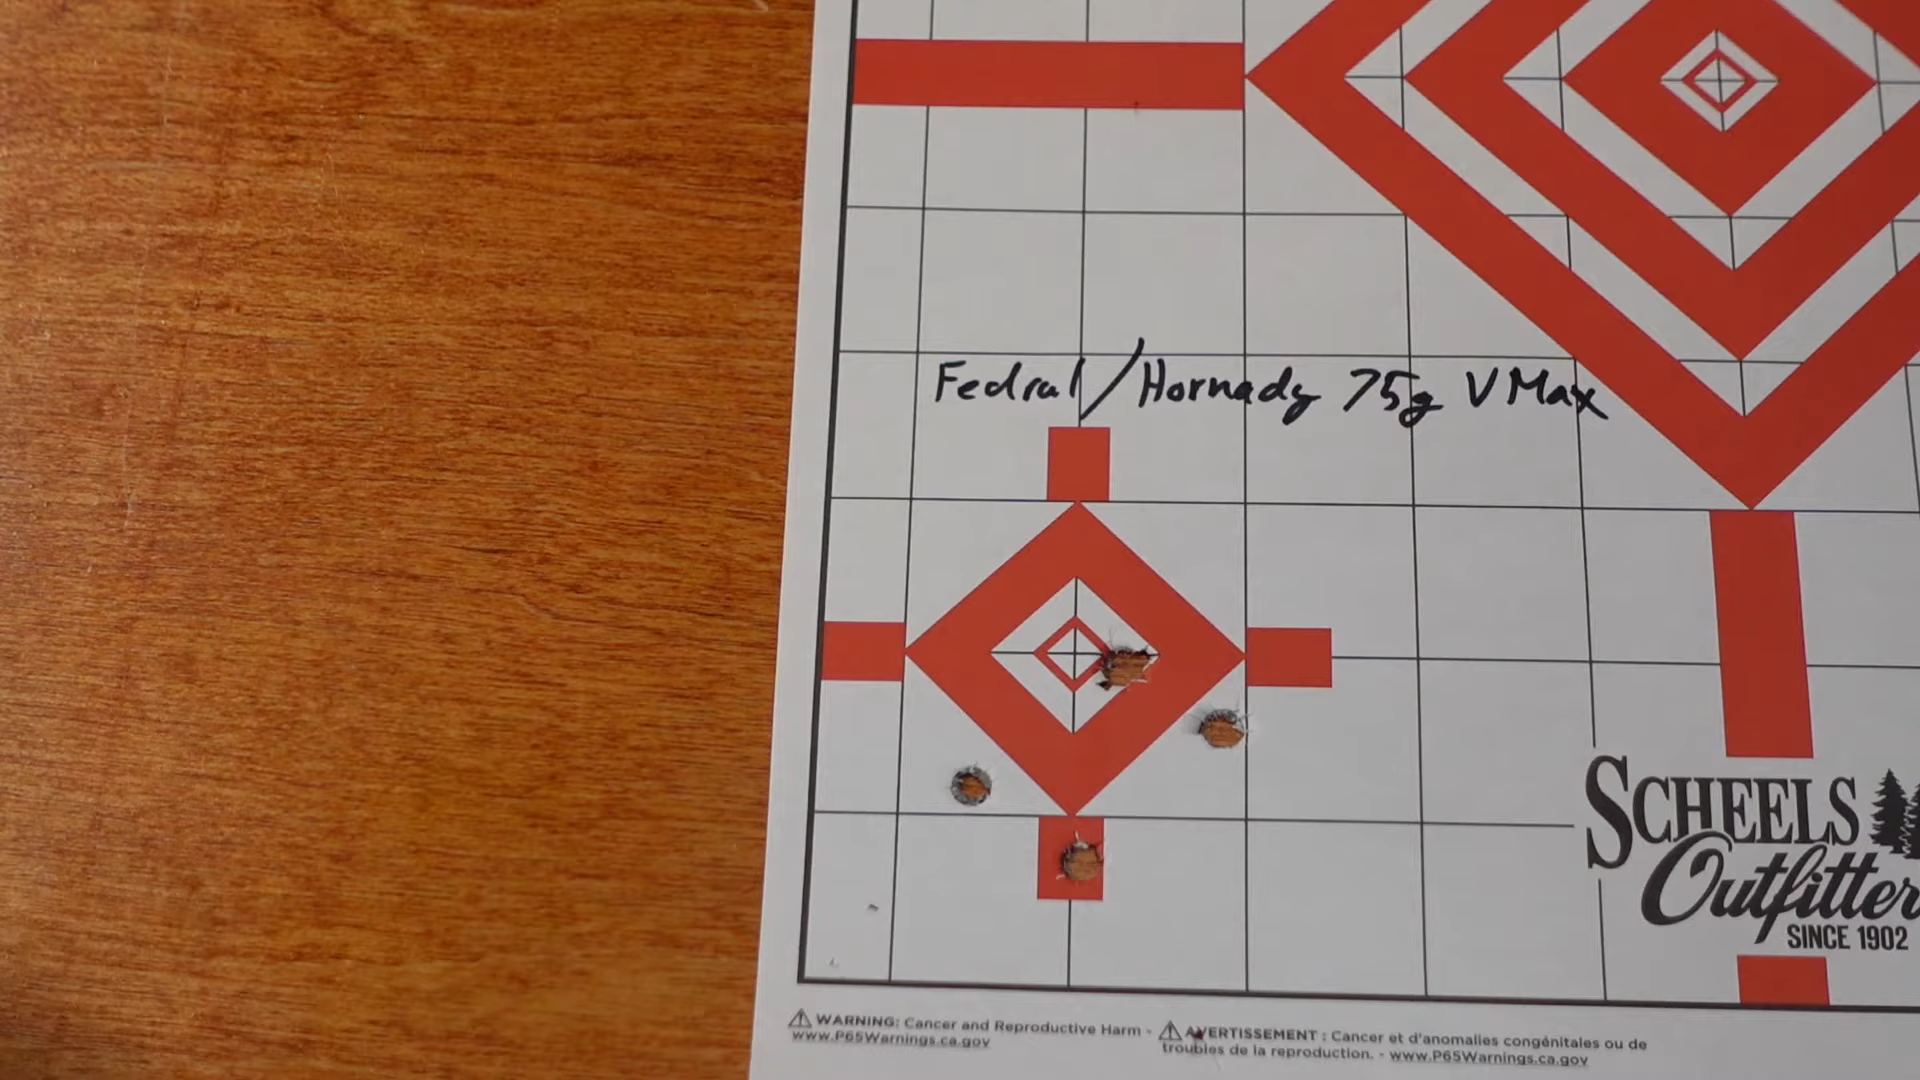 Fedral/Hornady 75g V Max
SCHEELS
Outfitter
SINCE 1902
WARNING: Cancer and Reproductive Harm -
www.P65Warnings.ca.gov
AVERTISSEMENT : Cancer et d'anomalies congénitales ou de
troubles de la reproduction. - www.P65Warnings.ca.gov